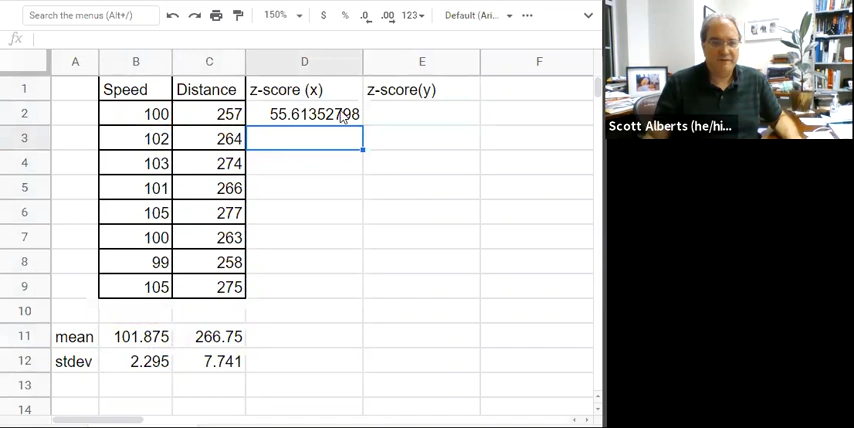 Search the menus (Alt+/) 150% $ % .0 .00 123 Default (Ari...
fx
A B C D E F
1 Speed Distance z-score (x) z-score(y)
2 100 257 55.61352798
3 102 264
4 103 274
5 101 266
6 105 277
7 100 263
8 99 258
9 105 275
10
11 mean 101.875 266.75
12 stdev 2.295 7.741
13
14
Scott Alberts (he/hi...